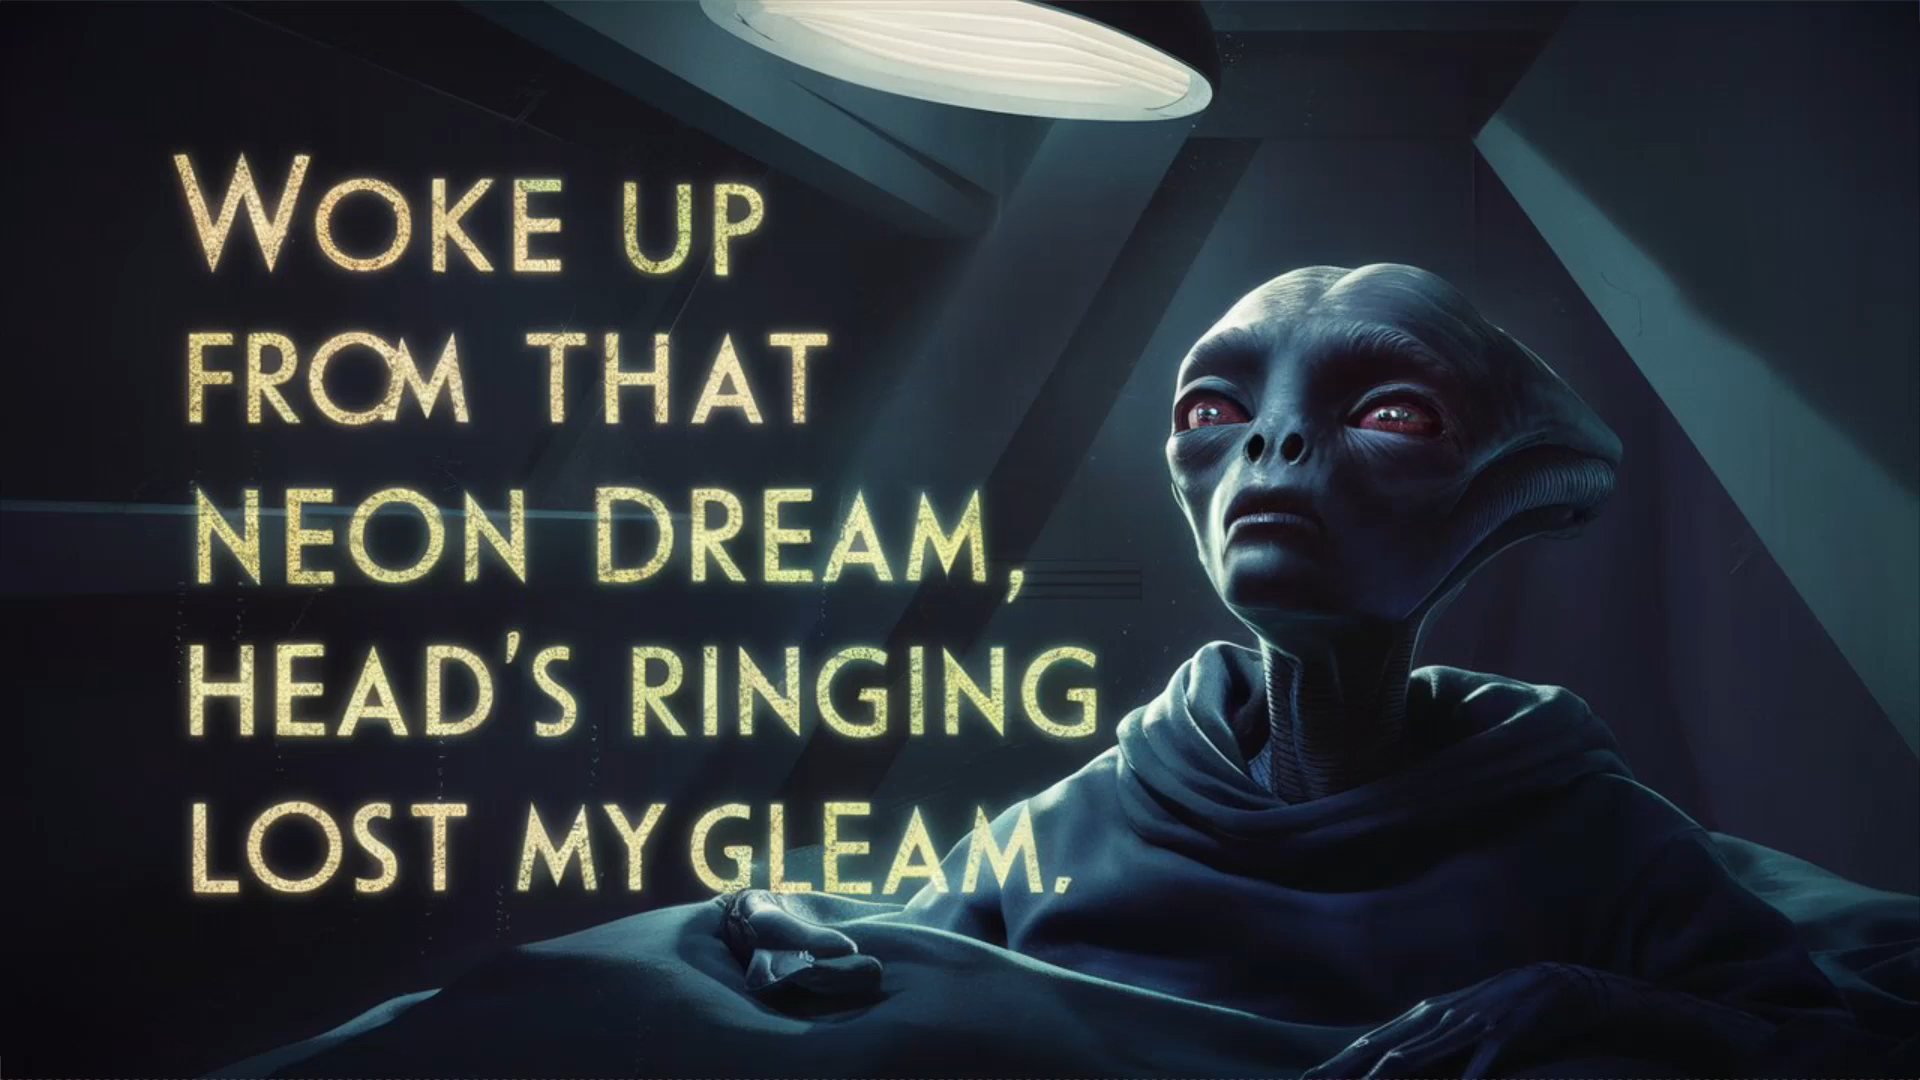 WOKE UP
FROM THAT
NEON DREAM,
HEAD'S RINGING
LOST MY GLEAM.